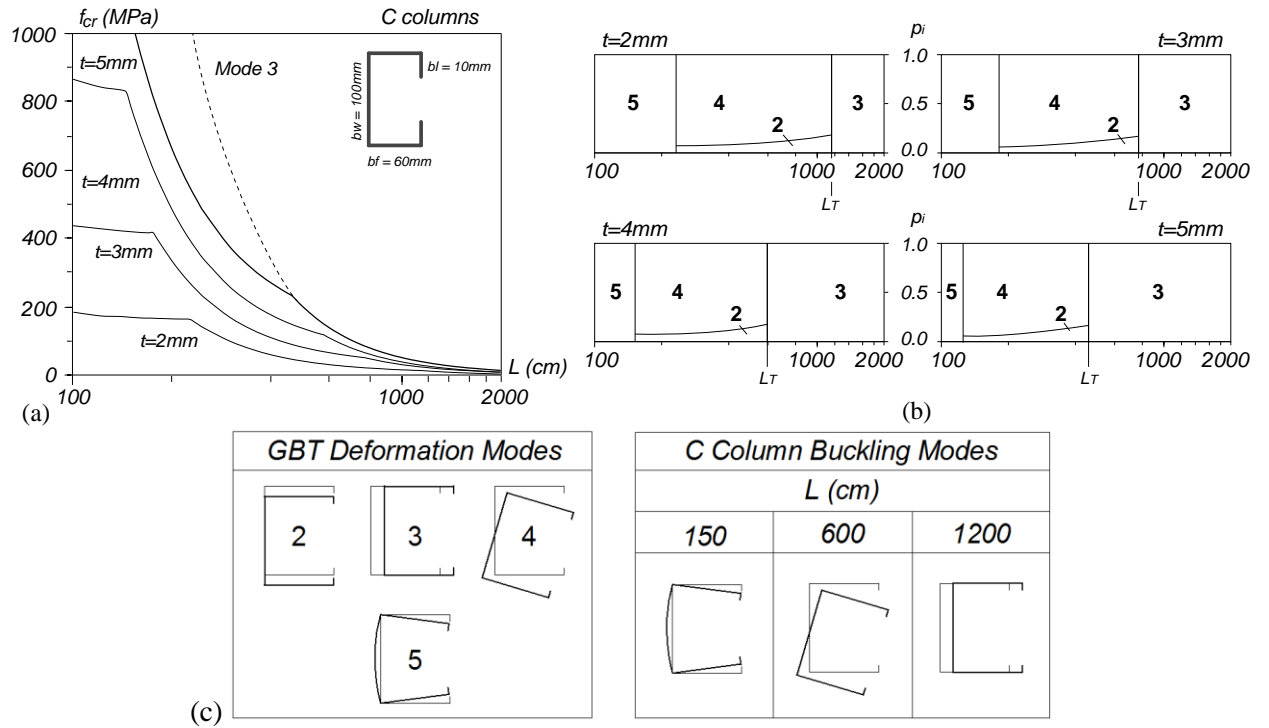 f_cr (MPa)
C columns
1000
800
600
400
200
0
t=5mm
t=4mm
t=3mm
t=2mm
Mode 3
bw = 100mm
bl = 10mm
bf = 60mm
100
1000
2000
L (cm)
(a)
t=2mm
p_i
t=3mm
1.0
0.5
0.0
5
4
2
3
5
4
2
3
100
1000
2000
100
1000
2000
L_T
L_T
t=4mm
p_i
t=5mm
1.0
0.5
0.0
5
4
2
3
5
4
2
3
100
1000
2000
100
1000
2000
L_T
L_T
(b)
GBT Deformation Modes
2
3
4
5
(c)
C Column Buckling Modes
L (cm)
150
600
1200